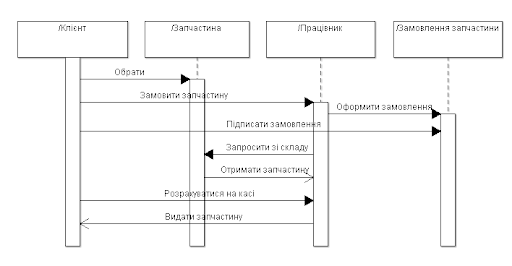 /Клієнт
/Запчастина
/Працівник
/Замовлення запчастини
Обрати
Замовити запчастину
Оформити замовлення
Підписати замовлення
Запросити зі складу
Отримати запчастину
Розрахуватися на касі
Видати запчастину